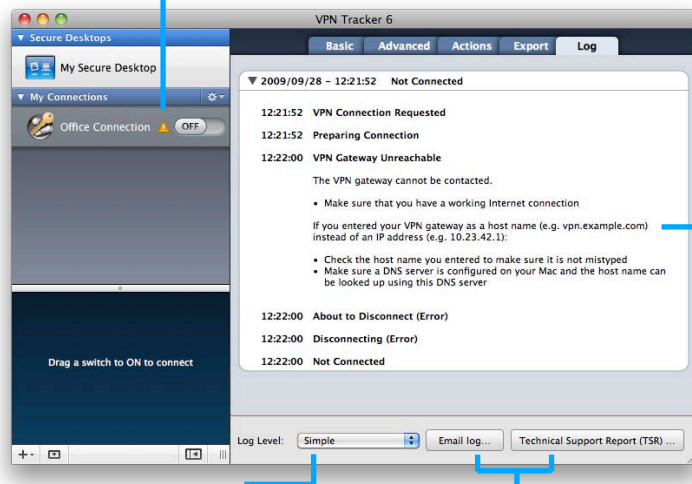 VPN Tracker 6
Secure Desktops
My Secure Desktop
My Connections
Office Connection
OFF
Drag a switch to ON to connect
Basic Advanced Actions Export Log
2009/09/28 - 12:21:52 Not Connected
12:21:52 VPN Connection Requested
12:21:52 Preparing Connection
12:22:00 VPN Gateway Unreachable
The VPN gateway cannot be contacted.
• Make sure that you have a working Internet connection
If you entered your VPN gateway as a host name (e.g. vpn.example.com)
instead of an IP address (e.g. 10.23.42.1):
• Check the host name you entered to make sure it is not mistyped
• Make sure a DNS server is configured on your Mac and the host name can
be looked up using this DNS server
12:22:00 About to Disconnect (Error)
12:22:00 Disconnecting (Error)
12:22:00 Not Connected
Log Level: Simple Email log... Technical Support Report (TSR) ...